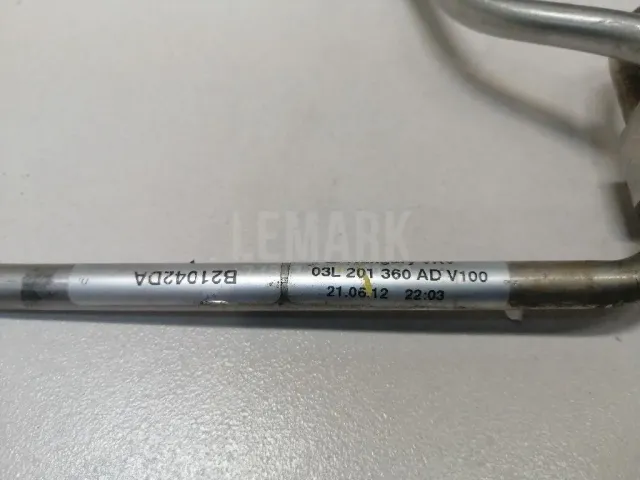 LEMARK
03L 201 360 AD V100
21.06.12 22:03
B21042DA